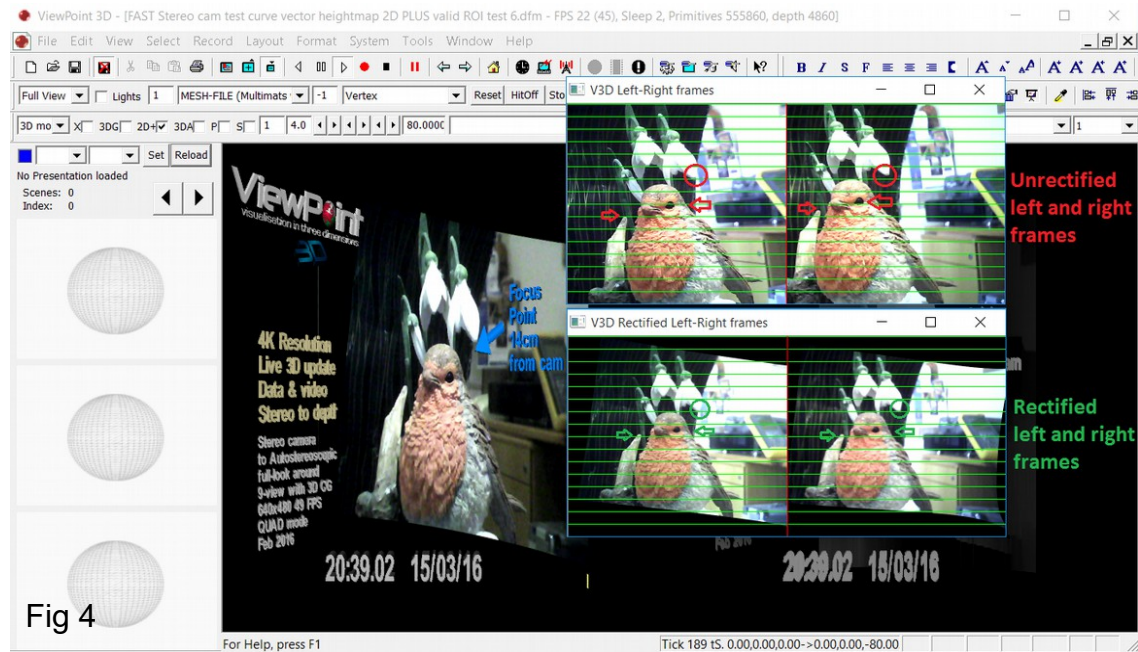 ViewPoint 3D - [FAST Stereo cam test curve vector heightmap 2D PLUS valid ROI test 6.dfm - FPS 22 (45), Sleep 2, Primitives 555860, depth 4860]
File Edit View Select Record Layout Format System Tools Window Help
B I S F
Full View Lights 1 MESH-FILE (Multimats -1 Vertex Reset HitOff Sto
3D mo X 3DG 2D+ 3DA P S 1 4.0 80.0000 1
Set Reload
No Presentation loaded
Scenes: 0
Index: 0
ViewPoint
Visualisation in three dimensions
3D
4K Resolution
Live 3D update
Data & video
Stereo to depth
Stereo camera
to Autostereoscopic
full-look around
9-view with 3D CG
640x480 49 FPS
QUAD mode
Feb 2016
Focus
Point
14cm
from cam
V3D Left-Right frames
Unrectified
left and right
frames
V3D Rectified Left-Right frames
Rectified
left and right
frames
am
Feb 2016
20:39.02 15/03/16
20:39.02 15/03/16
Fig 4
For Help, press F1
Tick 189 tS. 0.00,0.00,0.00->0.00,0.00,-80.00